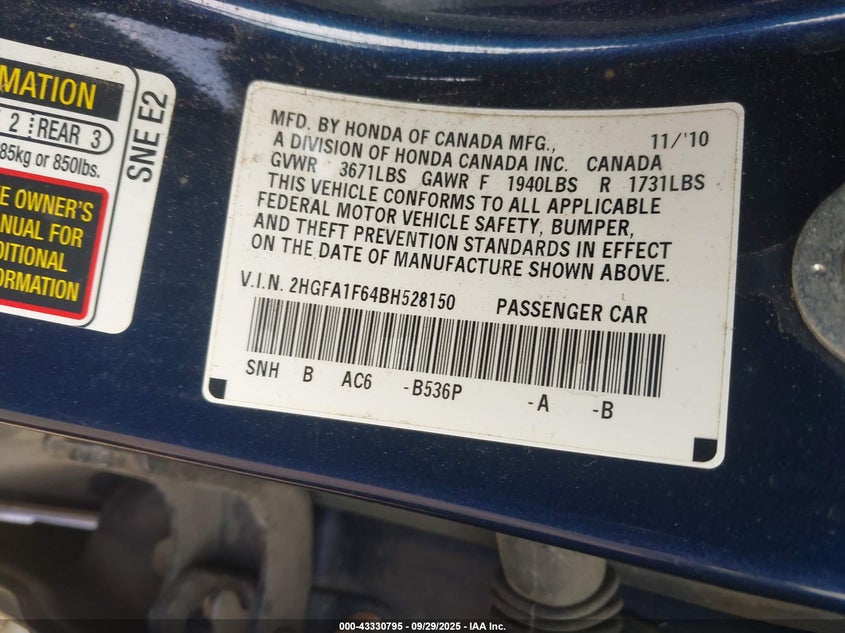 MATION
2 REAR 3
85kg or 850lbs.
E OWNER'S
ANUAL FOR
DITIONAL
ORMATION
SNE E2
MFD. BY HONDA OF CANADA MFG., 11/'10
A DIVISION OF HONDA CANADA INC. CANADA
GVWR 3671LBS GAWR F 1940LBS R 1731LBS
THIS VEHICLE CONFORMS TO ALL APPLICABLE
FEDERAL MOTOR VEHICLE SAFETY, BUMPER,
AND THEFT PREVENTION STANDARDS IN EFFECT
ON THE DATE OF MANUFACTURE SHOWN ABOVE.
V.I.N. 2HGFA1F64BH528150 PASSENGER CAR
SNH B AC6 -B536P -A -B
000-43330795 - 09/29/2025 - IAA Inc.